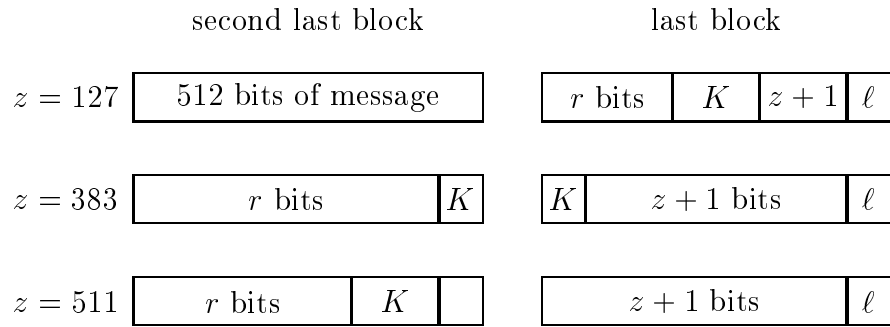 second last block last block
z = 127 512 bits of message r bits K z + 1 ℓ
z = 383 r bits K K z + 1 bits ℓ
z = 511 r bits K z + 1 bits ℓ